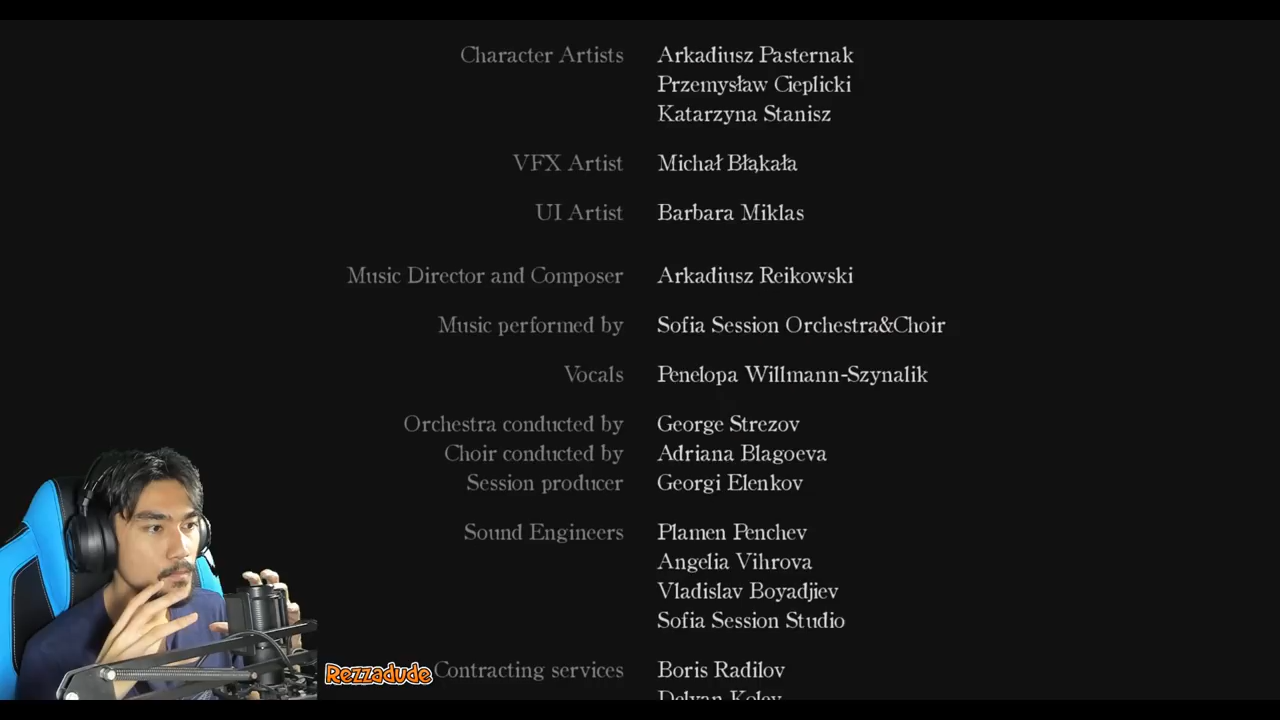 Character Artists Arkadiusz Pasternak
Przemysław Cieplicki
Katarzyna Stanisz
VFX Artist Michał Błąkała
UI Artist Barbara Miklas
Music Director and Composer Arkadiusz Reikowski
Music performed by Sofia Session Orchestra&Choir
Vocals Penelopa Willmann-Szynalik
Orchestra conducted by George Strezov
Choir conducted by Adriana Blagoeva
Session producer Georgi Elenkov
Sound Engineers Plamen Penchev
Angelia Vihrova
Vladislav Boyadjiev
Sofia Session Studio
Rezzadude Contracting services Boris Radilov
Delyan Kolev